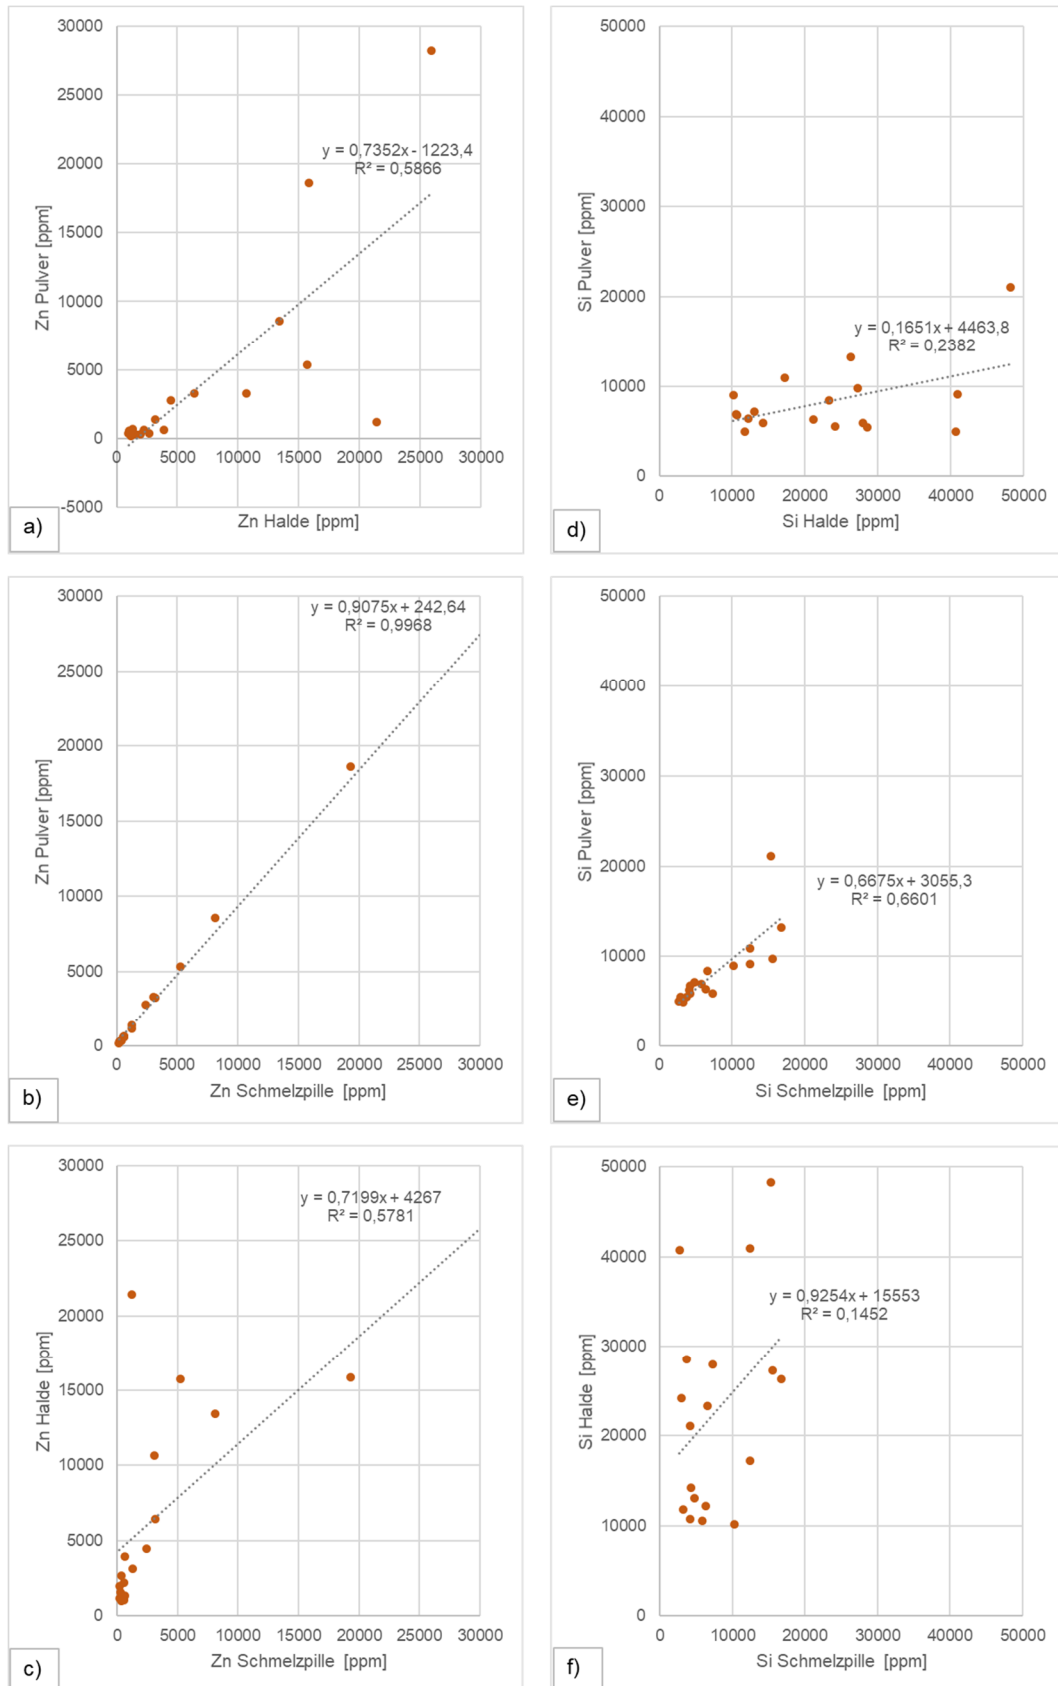 30000
25000
20000
15000
10000
5000
0
-5000
Zn Pulver [ppm]
y = 0,7352x - 1223,4
R² = 0,5866
0 5000 10000 15000 20000 25000 30000
Zn Halde [ppm]
a)
50000
40000
30000
20000
10000
0
Si Pulver [ppm]
y = 0,1651x + 4463,8
R² = 0,2382
0 10000 20000 30000 40000 50000
Si Halde [ppm]
d)
30000
25000
20000
15000
10000
5000
0
Zn Pulver [ppm]
y = 0,9075x + 242,64
R² = 0,9968
0 5000 10000 15000 20000 25000 30000
Zn Schmelzpille [ppm]
b)
50000
40000
30000
20000
10000
0
Si Pulver [ppm]
y = 0,6675x + 3055,3
R² = 0,6601
0 10000 20000 30000 40000 50000
Si Schmelzpille [ppm]
e)
30000
25000
20000
15000
10000
5000
0
Zn Halde [ppm]
y = 0,7199x + 4267
R² = 0,5781
0 5000 10000 15000 20000 25000 30000
Zn Schmelzpille [ppm]
c)
50000
40000
30000
20000
10000
0
Si Halde [ppm]
y = 0,9254x + 15553
R² = 0,1452
0 10000 20000 30000 40000 50000
Si Schmelzpille [ppm]
f)